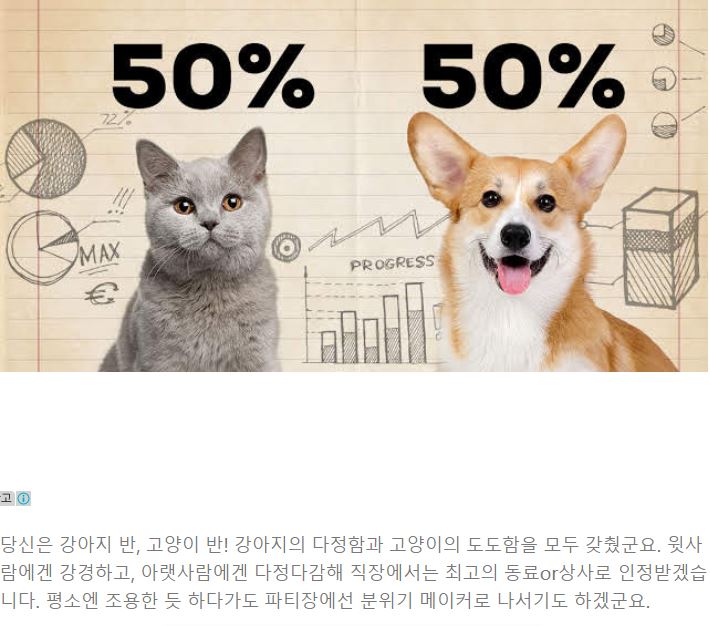 50% 50%
72%
!!!
MAX
€
PROGRESS
고
당신은 강아지 반, 고양이 반! 강아지의 다정함과 고양이의 도도함을 모두 갖췄군요. 윗사
람에겐 강경하고, 아랫사람에겐 다정다감해 직장에서는 최고의 동료or상사로 인정받겠습
니다. 평소엔 조용한 듯 하다가도 파티장에선 분위기 메이커로 나서기도 하겠군요.